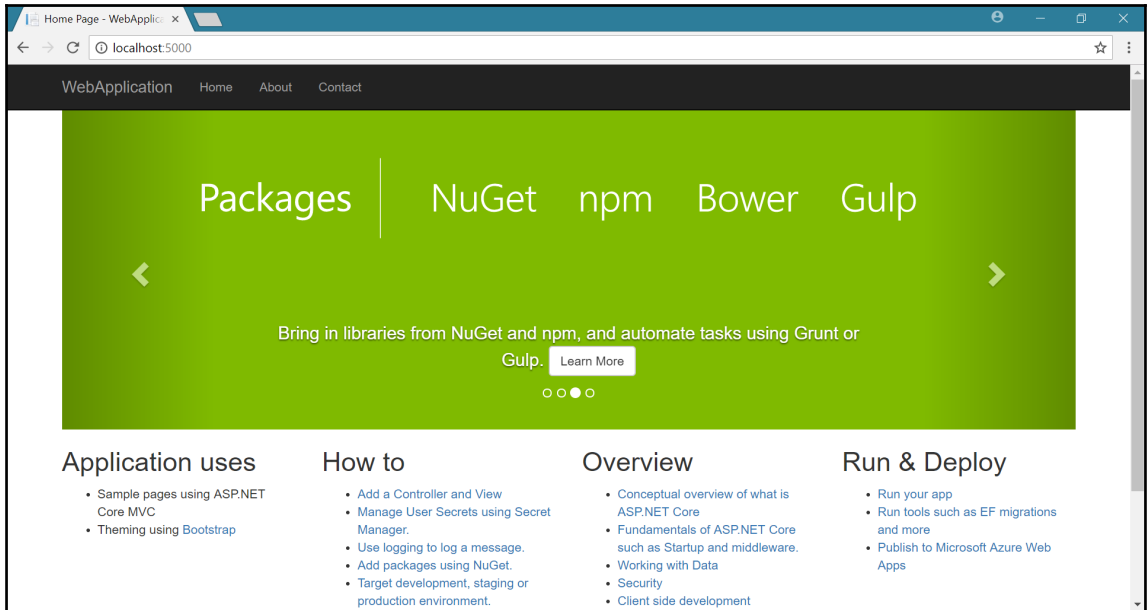 Home Page - WebApplic
localhost:5000
WebApplication Home About Contact
Packages NuGet npm Bower Gulp
Bring in libraries from NuGet and npm, and automate tasks using Grunt or
Gulp. Learn More
Application uses
Sample pages using ASP.NET
Core MVC
Theming using Bootstrap
How to
Add a Controller and View
Manage User Secrets using Secret
Manager.
Use logging to log a message.
Add packages using NuGet.
Target development, staging or
production environment.
Overview
Conceptual overview of what is
ASP.NET Core
Fundamentals of ASP.NET Core
such as Startup and middleware.
Working with Data
Security
Client side development
Run & Deploy
Run your app
Run tools such as EF migrations
and more
Publish to Microsoft Azure Web
Apps